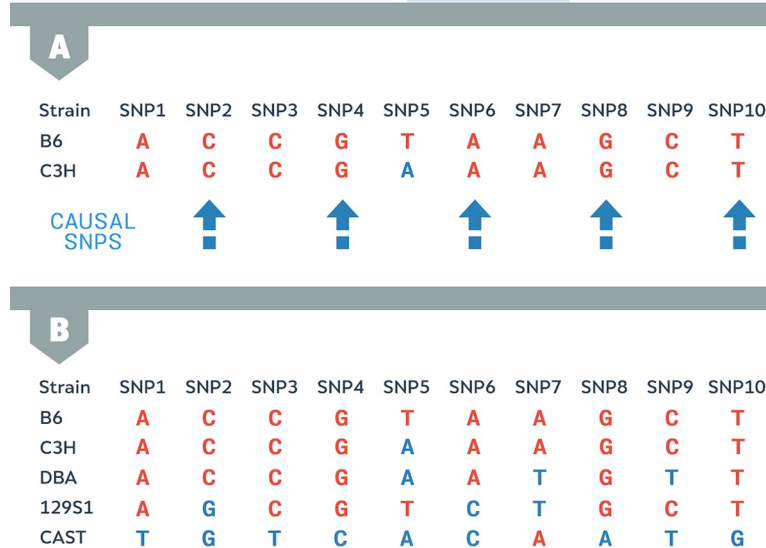 A
Strain SNP1 SNP2 SNP3 SNP4 SNP5 SNP6 SNP7 SNP8 SNP9 SNP10
B6 A C C G T A A G C T
C3H A C C G A A A G C T
CAUSAL
SNPS
B
Strain SNP1 SNP2 SNP3 SNP4 SNP5 SNP6 SNP7 SNP8 SNP9 SNP10
B6 A C C G T A A G C T
C3H A C C G A A A G C T
DBA A C C G A A T G T T
129S1 A G C G T C T G C T
CAST T G T C A C A A T G